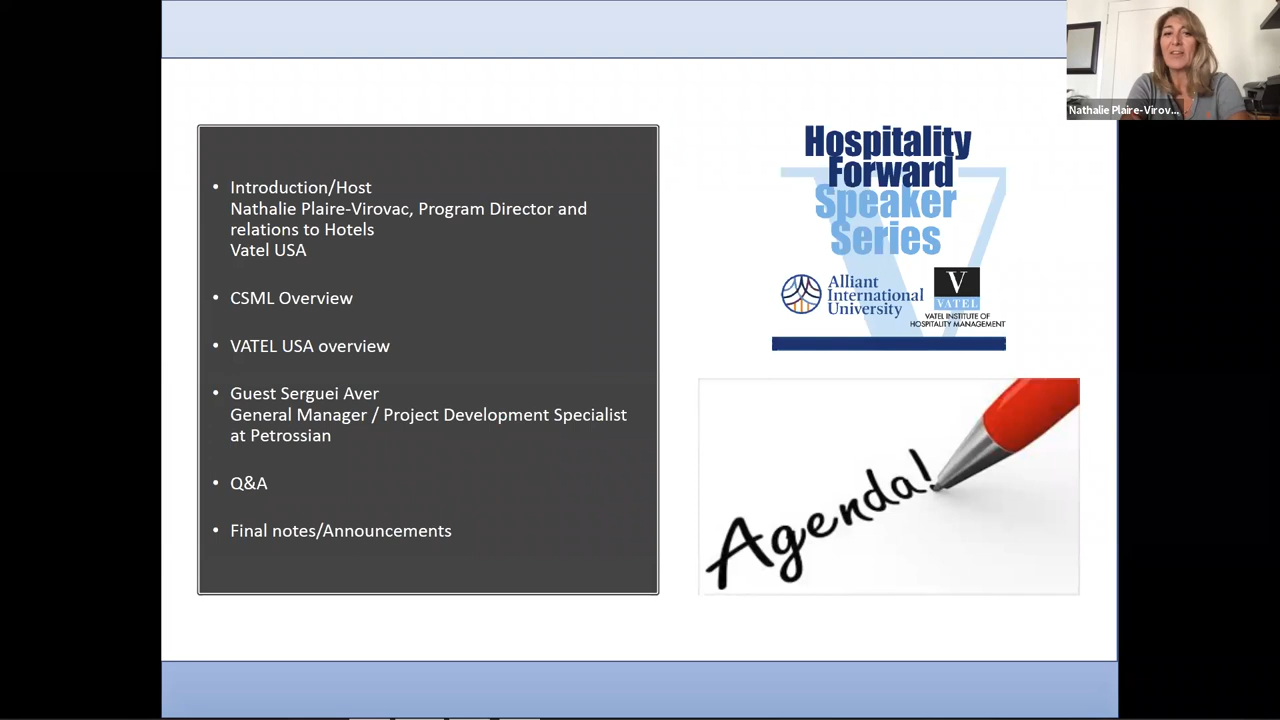 Nathalie Plaire-Virov...
Introduction/Host
Nathalie Plaire-Virovac, Program Director and
relations to Hotels
Vatel USA
CSML Overview
VATEL USA overview
Guest Serguei Aver
General Manager / Project Development Specialist
at Petrossian
Q&A
Final notes/Announcements
Hospitality
Forward
Speaker
Series
Alliant
International
University
V
VATEL
VATEL INSTITUTE OF
HOSPITALITY MANAGEMENT
Agenda!